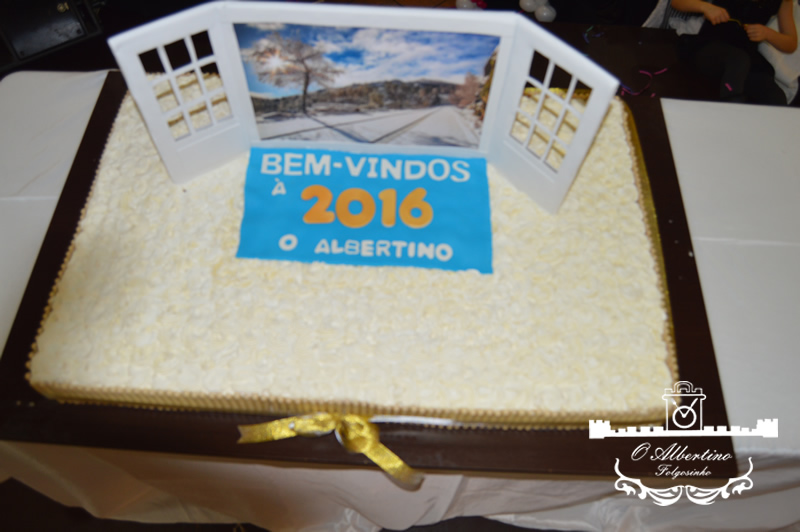 BEM-VINDOS
À 2016
O ALBERTINO
O Albertino
Folgosinho